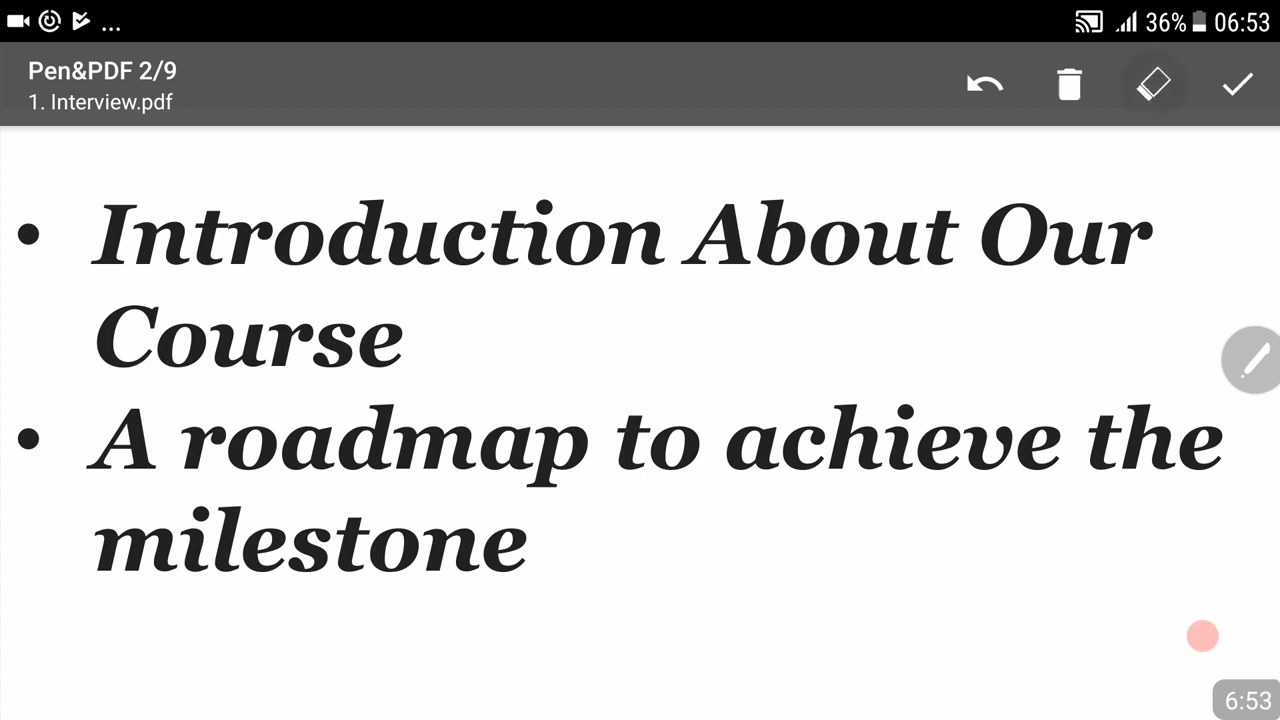 ... 36% 06:53
Pen&PDF 2/9
1. Interview.pdf
• Introduction About Our
Course
• A roadmap to achieve the
milestone
6:53